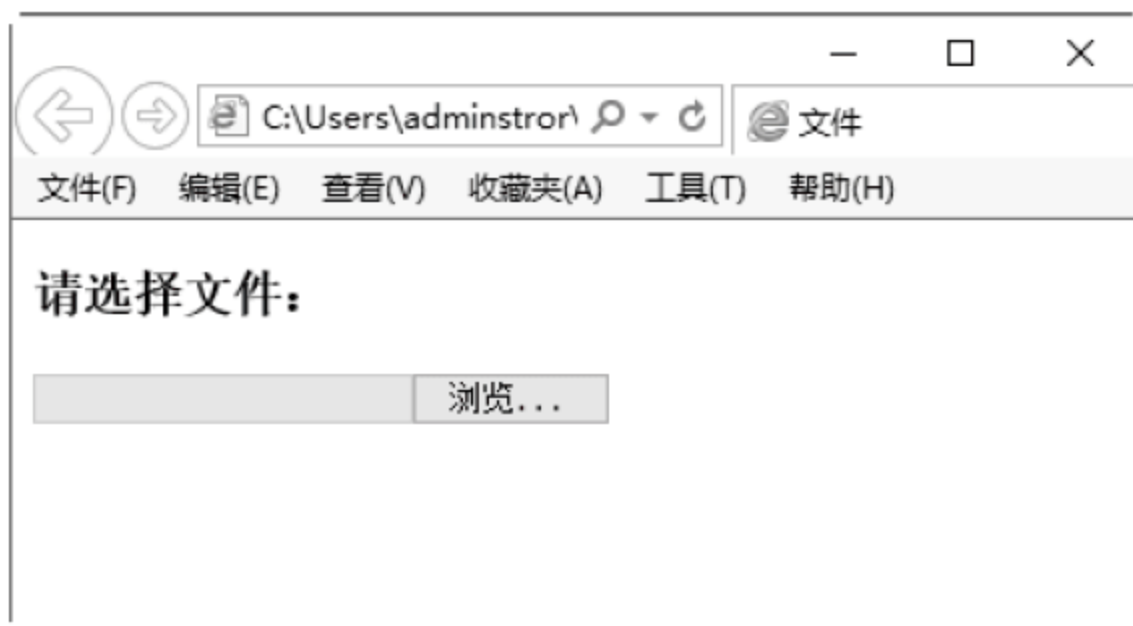 C:\Users\adminstror\
文件
文件(F) 编辑(E) 查看(V) 收藏夹(A) 工具(T) 帮助(H)
请选择文件：
浏览...